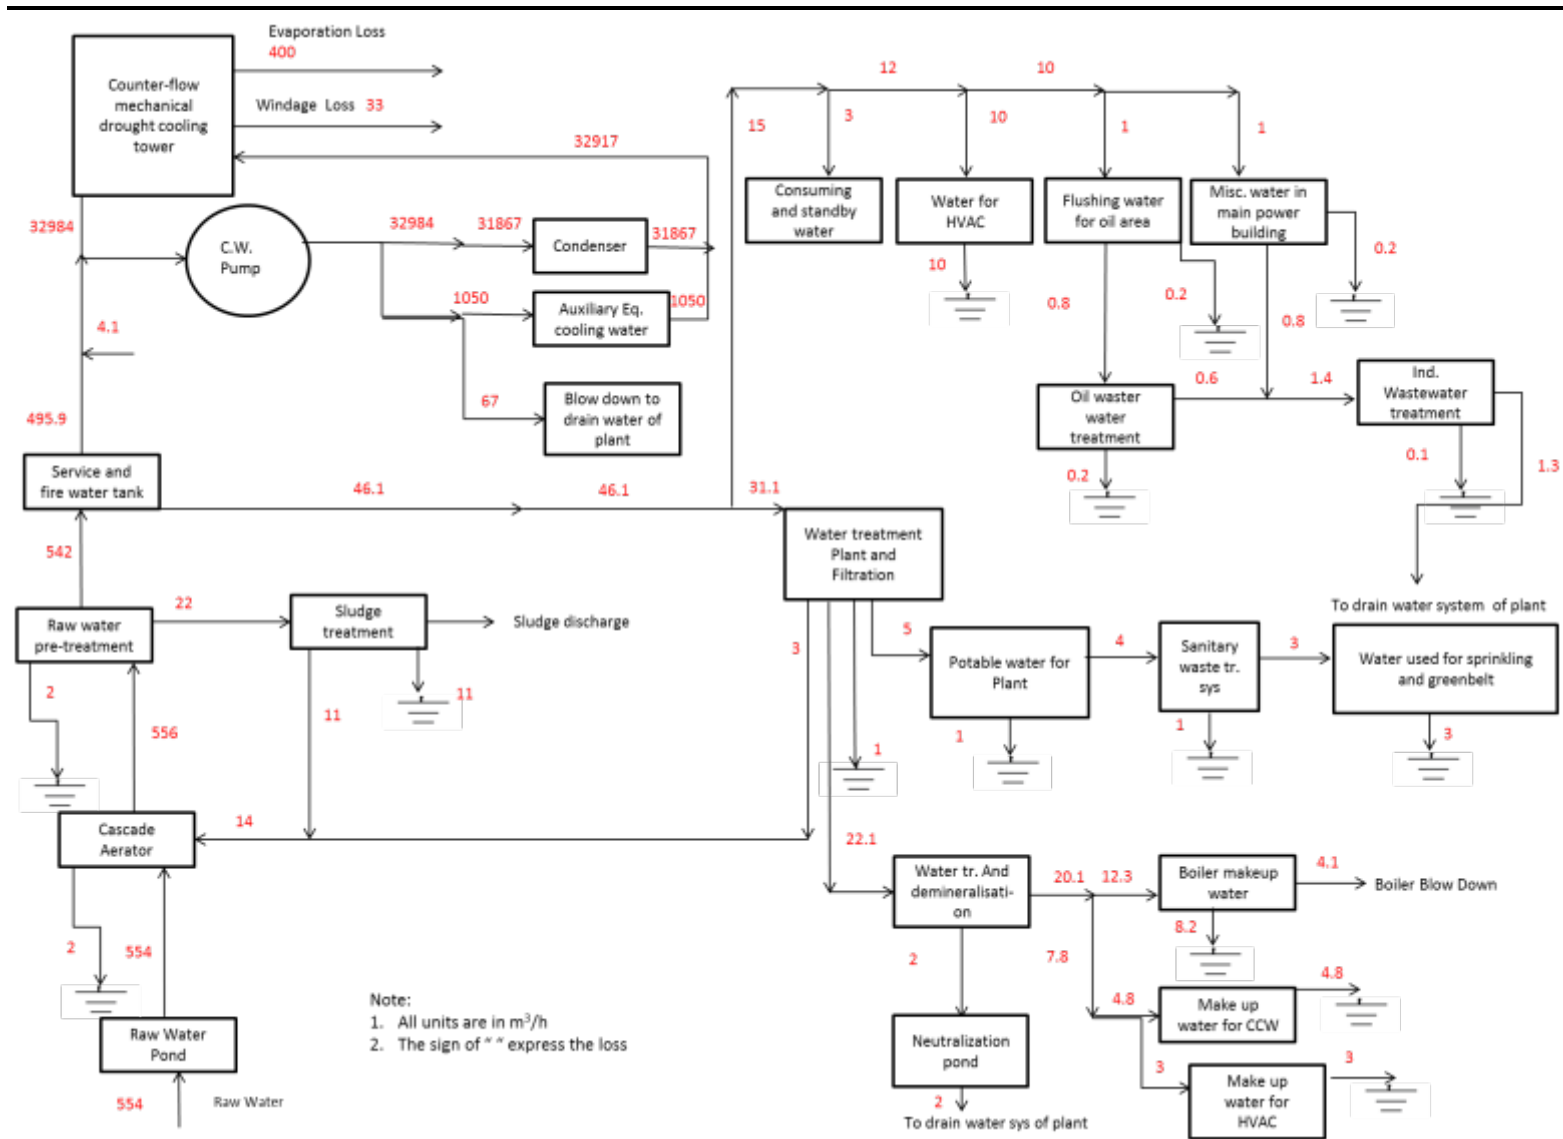 Evaporation Loss
400
Counter-flow
mechanical
drought cooling
tower
Windage Loss 33
32917
32984
C.W.
Pump
32984
31867
Condenser
31867
1050
Auxiliary Eq.
cooling water
1050
4.1
67
Blow down to
drain water of
plant
495.9
Service and
fire water tank
46.1
46.1
31.1
12
10
15
3
10
1
1
Consuming
and standby
water
Water for
HVAC
Flushing water
for oil area
Misc. water in
main power
building
10
0.2
0.2
0.8
0.8
Oil waster
water
treatment
0.6
1.4
Ind.
Wastewater
treatment
0.2
0.1
1.3
To drain water system of plant
Water treatment
Plant and
Filtration
542
22
Raw water
pre-treatment
Sludge
treatment
Sludge discharge
2
11
11
556
3
5
Potable water for
Plant
4
Sanitary
waste tr.
sys
3
Water used for sprinkling
and greenbelt
1
1
1
3
14
Cascade
Aerator
22.1
Water tr. And
demineralisati-
on
20.1
12.3
Boiler makeup
water
4.1
Boiler Blow Down
8.2
2
554
2
7.8
4.8
Make up
water for CCW
4.8
Raw Water
Pond
Neutralization
pond
3
Make up
water for
HVAC
3
554
Raw Water
2
To drain water sys of plant
Note:
1. All units are in m³/h
2. The sign of “ “ express the loss